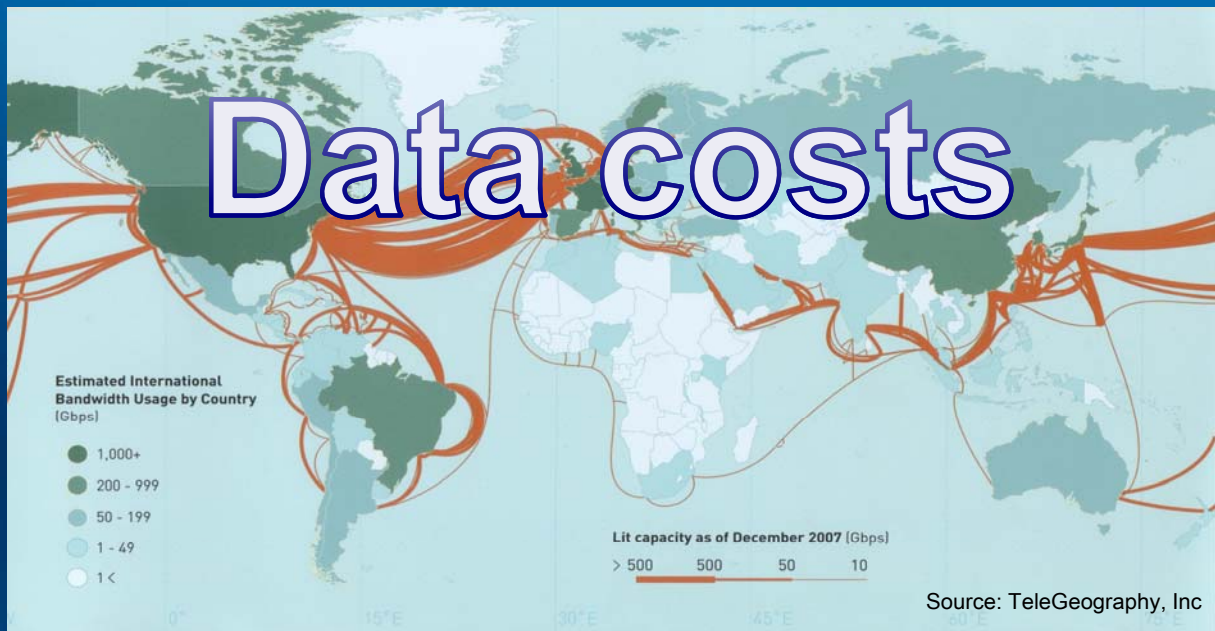 Data costs
Estimated International
Bandwidth Usage by Country
(Gbps)
1,000+
200 - 999
50 - 199
1 - 49
1 <
Lit capacity as of December 2007 (Gbps)
> 500 500 50 10
Source: TeleGeography, Inc
0° 15°E 30°E 45°E 60°E 75°E